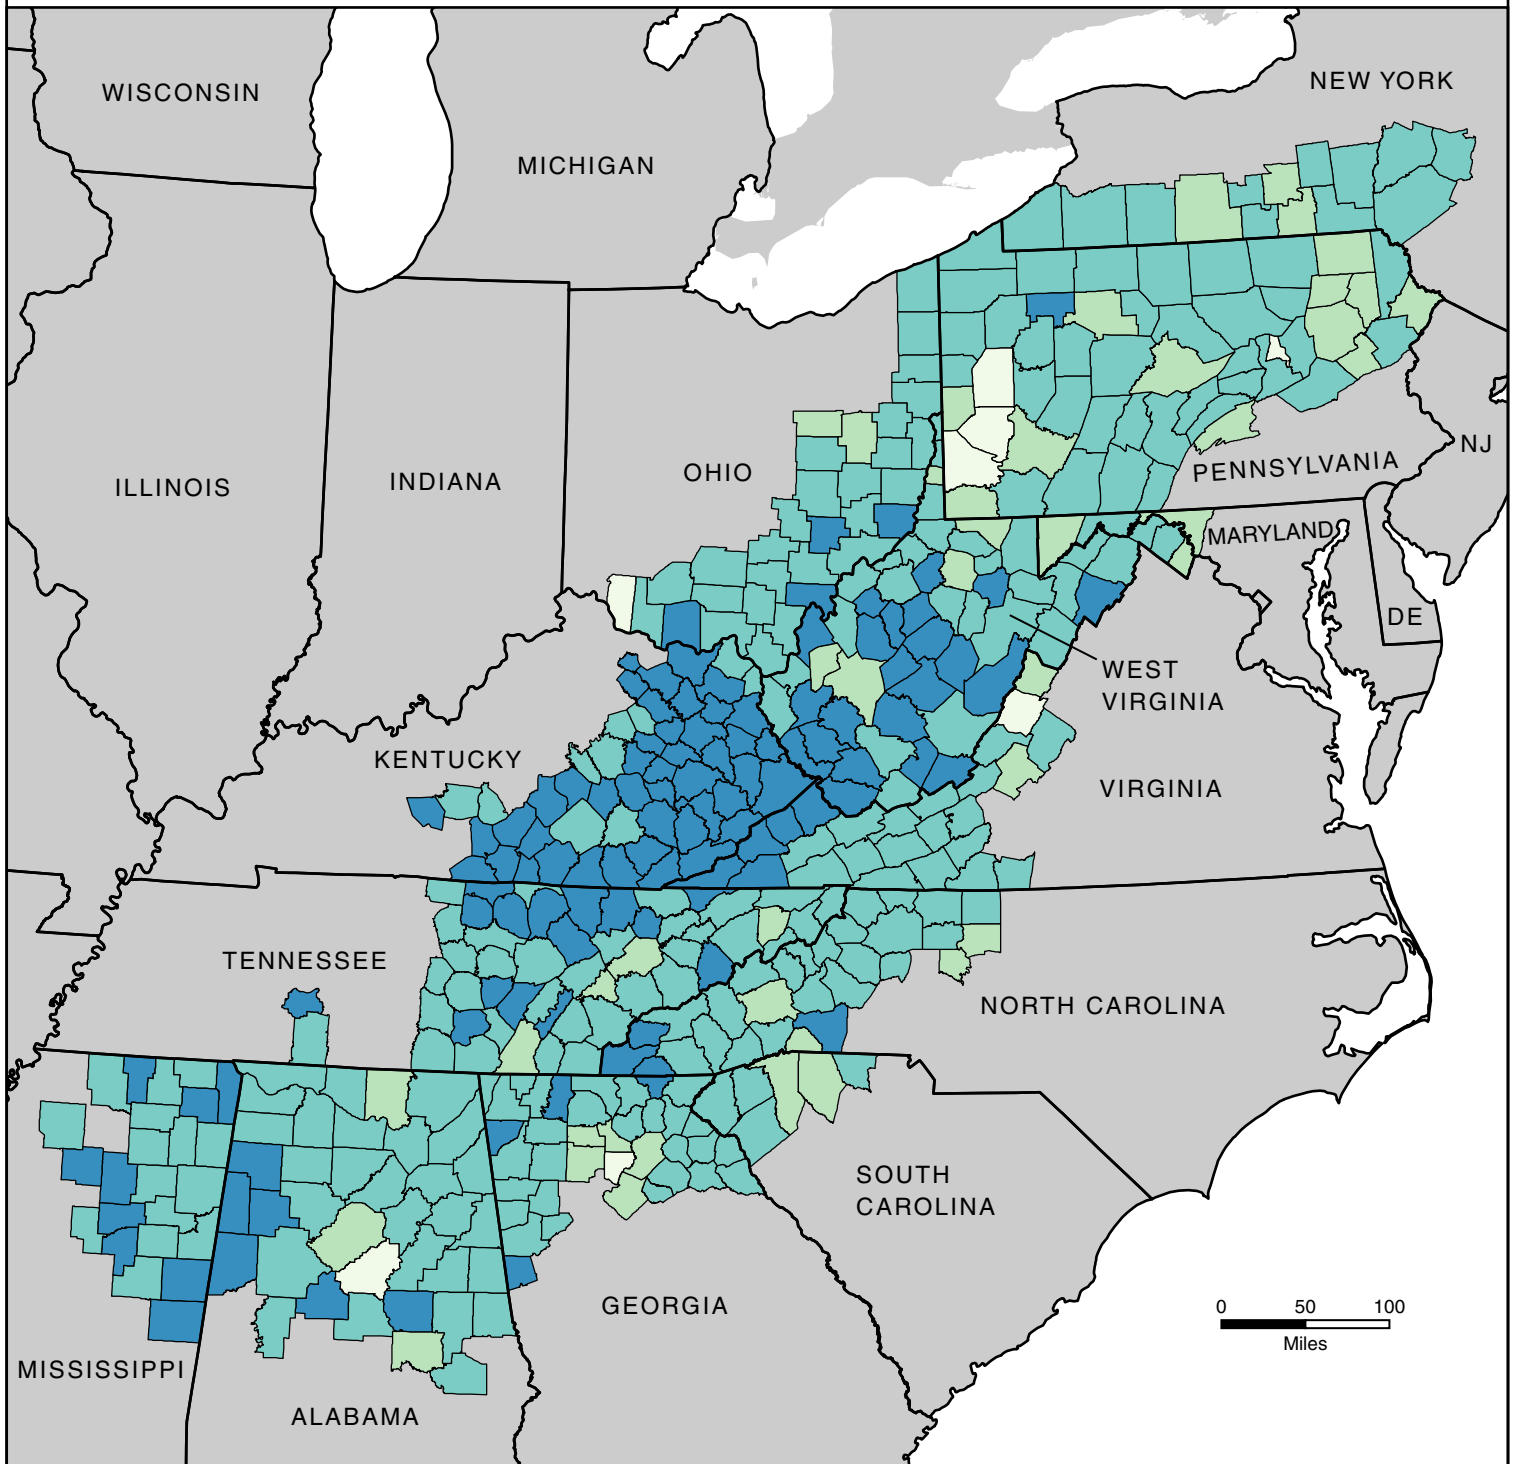 NEW YORK
WISCONSIN
MICHIGAN
NJ
PENNSYLVANIA
OHIO
INDIANA
ILLINOIS
MARYLAND
DE
WEST
VIRGINIA
KENTUCKY
VIRGINIA
TENNESSEE
NORTH CAROLINA
SOUTH
CAROLINA
GEORGIA
0 50 100
Miles
MISSISSIPPI
ALABAMA